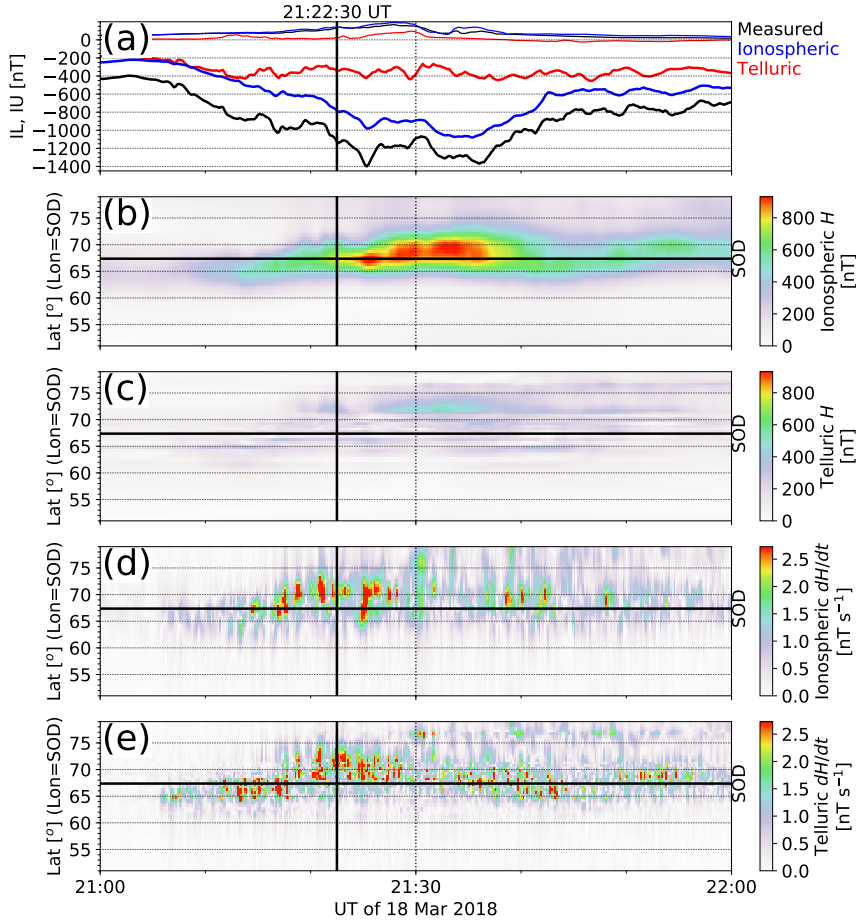 21:22:30 UT
(a)
Measured
Ionospheric
Telluric
0
−200
−400
−600
−800
−1000
−1200
−1400
IL, IU [nT]
(b)
75
70
65
60
55
Lat [°] (Lon=SOD)
SOD
800
600
400
200
0
Ionospheric H
[nT]
(c)
75
70
65
60
55
Lat [°] (Lon=SOD)
SOD
800
600
400
200
0
Telluric H
[nT]
(d)
75
70
65
60
55
Lat [°] (Lon=SOD)
SOD
2.5
2.0
1.5
1.0
0.5
0.0
Ionospheric dH/dt
[nT s⁻¹]
(e)
75
70
65
60
55
Lat [°] (Lon=SOD)
SOD
2.5
2.0
1.5
1.0
0.5
0.0
Telluric dH/dt
[nT s⁻¹]
21:00
21:30
22:00
UT of 18 Mar 2018